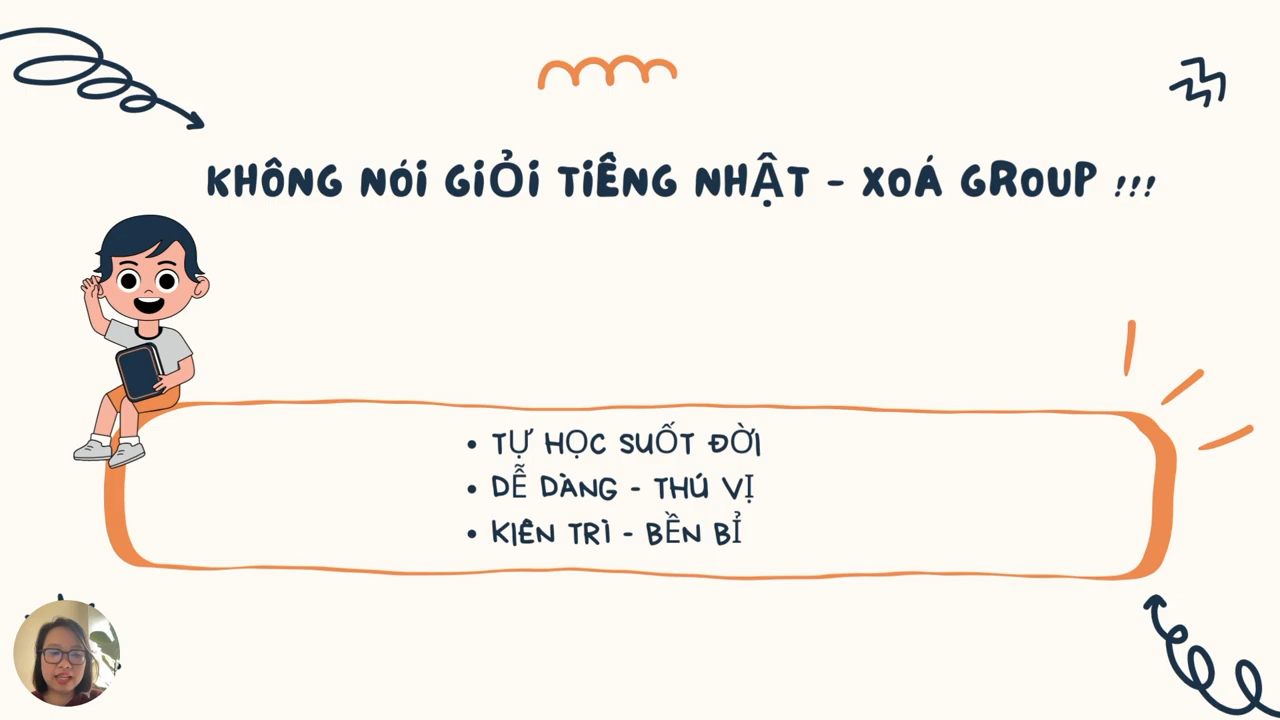 KHÔNG NÓI GIỎI TIẾNG NHẬT - XOÁ GROUP !!!
• TỰ HỌC SUỐT ĐỜI
• DỄ DÀNG - THÚ VỊ
• KIÊN TRÌ - BỀN BỈ